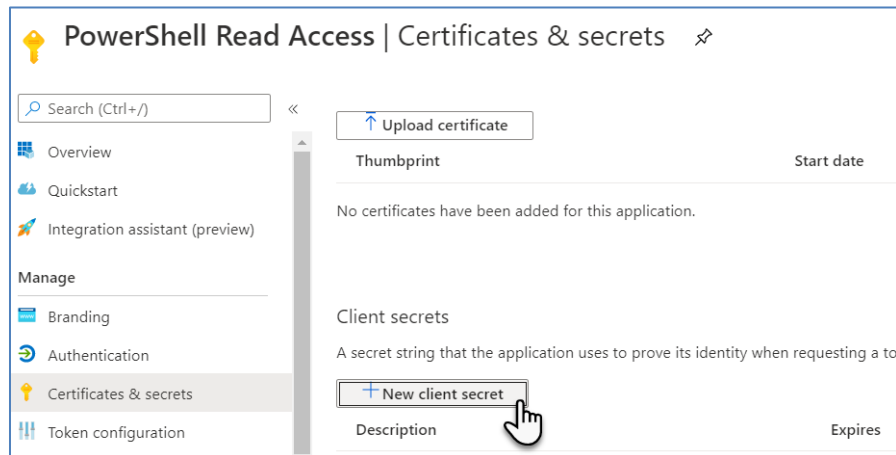 PowerShell Read Access | Certificates & secrets
Search (Ctrl+/)
«
Overview
Quickstart
Integration assistant (preview)
Manage
Branding
Authentication
Certificates & secrets
Token configuration
Upload certificate
Thumbprint Start date
No certificates have been added for this application.
Client secrets
A secret string that the application uses to prove its identity when requesting a to
New client secret
Description Expires